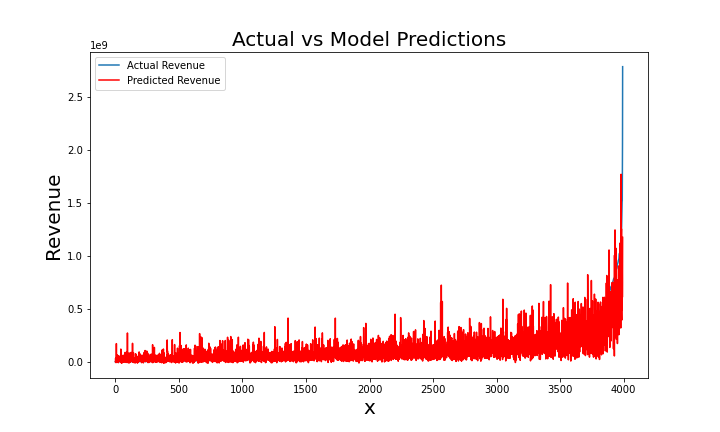 Actual vs Model Predictions
1e9
Actual Revenue
Predicted Revenue
2.5
2.0
1.5
1.0
0.5
0.0
Revenue
0 500 1000 1500 2000 2500 3000 3500 4000
x